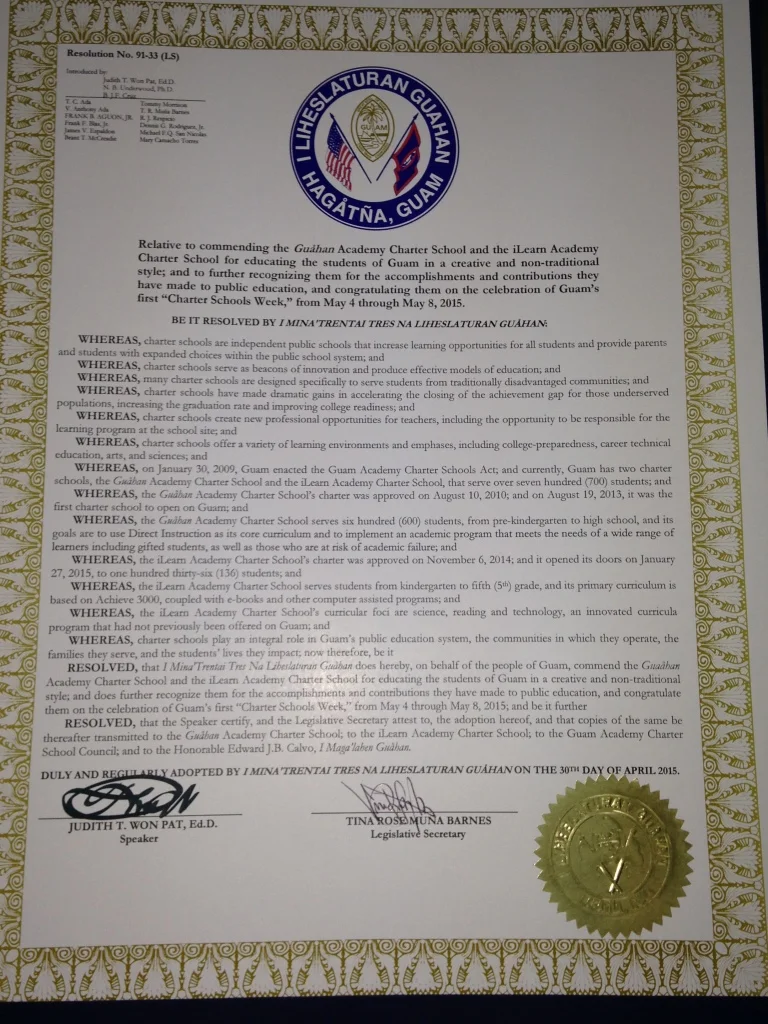 Resolution No. 91-33 (LS)
Introduced by:
Judith T. Won Pat, Ed.D.
N. B. Underwood, Ph.D.
B. J.F. Cruz
T. C. Ada
V. Anthony Ada
FRANK B. AGUON, JR.
Frank F. Blas, Jr.
James V. Espaldon
Brant T. McCreadie
Tommy Morrison
T. R. Muña Barnes
R. J. Respicio
Dennis G. Rodriguez, Jr.
Michael F.Q. San Nicolas
Mary Camacho Torres
I LIHESLATURAN GUAHAN
GUAM
HAGÅTÑA, GUAM
Relative to commending the Guåhan Academy Charter School and the iLearn Academy
Charter School for educating the students of Guam in a creative and non-traditional
style; and to further recognizing them for the accomplishments and contributions they
have made to public education, and congratulating them on the celebration of Guam's
first “Charter Schools Week,” from May 4 through May 8, 2015.
BE IT RESOLVED BY I MINA'TRENTAI TRES NA LIHESLATURAN GUÅHAN:
WHEREAS, charter schools are independent public schools that increase learning opportunities for all students and provide parents
and students with expanded choices within the public school system; and
WHEREAS, charter schools serve as beacons of innovation and produce effective models of education; and
WHEREAS, many charter schools are designed specifically to serve students from traditionally disadvantaged communities; and
WHEREAS, charter schools have made dramatic gains in accelerating the closing of the achievement gap for those underserved
populations, increasing the graduation rate and improving college readiness; and
WHEREAS, charter schools create new professional opportunities for teachers, including the opportunity to be responsible for the
learning program at the school site; and
WHEREAS, charter schools offer a variety of learning environments and emphases, including college-preparedness, career technical
education, arts, and sciences; and
WHEREAS, on January 30, 2009, Guam enacted the Guam Academy Charter Schools Act; and currently, Guam has two charter
schools, the Guåhan Academy Charter School and the iLearn Academy Charter School, that serve over seven hundred (700) students; and
WHEREAS, the Guåhan Academy Charter School's charter was approved on August 10, 2010; and on August 19, 2013, it was the
first charter school to open on Guam; and
WHEREAS, the Guåhan Academy Charter School serves six hundred (600) students, from pre-kindergarten to high school, and its
goals are to use Direct Instruction as its core curriculum and to implement an academic program that meets the needs of a wide range of
learners including gifted students, as well as those who are at risk of academic failure; and
WHEREAS, the iLearn Academy Charter School's charter was approved on November 6, 2014; and it opened its doors on January
27, 2015, to one hundred thirty-six (136) students; and
WHEREAS, the iLearn Academy Charter School serves students from kindergarten to fifth (5th) grade, and its primary curriculum is
based on Achieve 3000, coupled with e-books and other computer assisted programs; and
WHEREAS, the iLearn Academy Charter School's curricular foci are science, reading and technology, an innovated curricula
program that had not previously been offered on Guam; and
WHEREAS, charter schools play an integral role in Guam's public education system, the communities in which they operate, the
families they serve, and the students' lives they impact; now therefore, be it
RESOLVED, that I Mina'Trentai Tres Na Liheslaturan Guåhan does hereby, on behalf of the people of Guam, commend the Guåhan
Academy Charter School and the iLearn Academy Charter School for educating the students of Guam in a creative and non-traditional
style; and does further recognize them for the accomplishments and contributions they have made to public education, and congratulate
them on the celebration of Guam's first “Charter Schools Week,” from May 4 through May 8, 2015; and be it further
RESOLVED, that the Speaker certify, and the Legislative Secretary attest to, the adoption hereof, and that copies of the same be
thereafter transmitted to the Guåhan Academy Charter School; to the iLearn Academy Charter School; to the Guam Academy Charter
School Council; and to the Honorable Edward J.B. Calvo, I Maga'lahen Guåhan.
DULY AND REGULARLY ADOPTED BY I MINA'TRENTAI TRES NA LIHESLATURAN GUÅHAN ON THE 30TH DAY OF APRIL 2015.
JUDITH T. WON PAT, Ed.D.
Speaker
TINA ROSE MUÑA BARNES
Legislative Secretary